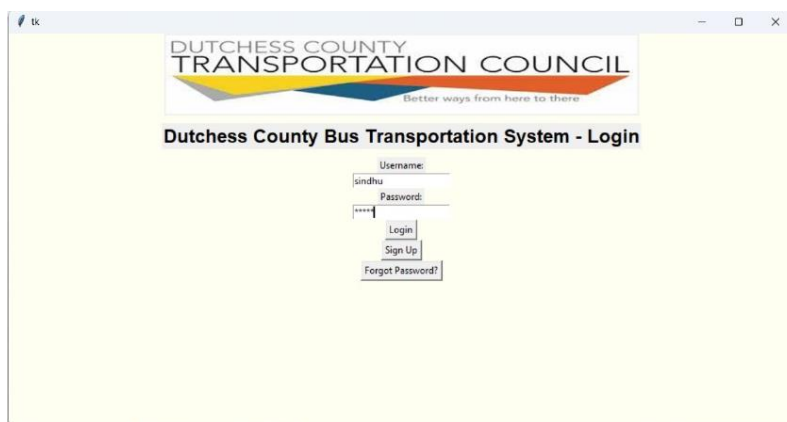 tk
DUTCHESS COUNTY
TRANSPORTATION COUNCIL
Better ways from here to there
Dutchess County Bus Transportation System - Login
Username:
sindhu
Password:
*****
Login
Sign Up
Forgot Password?